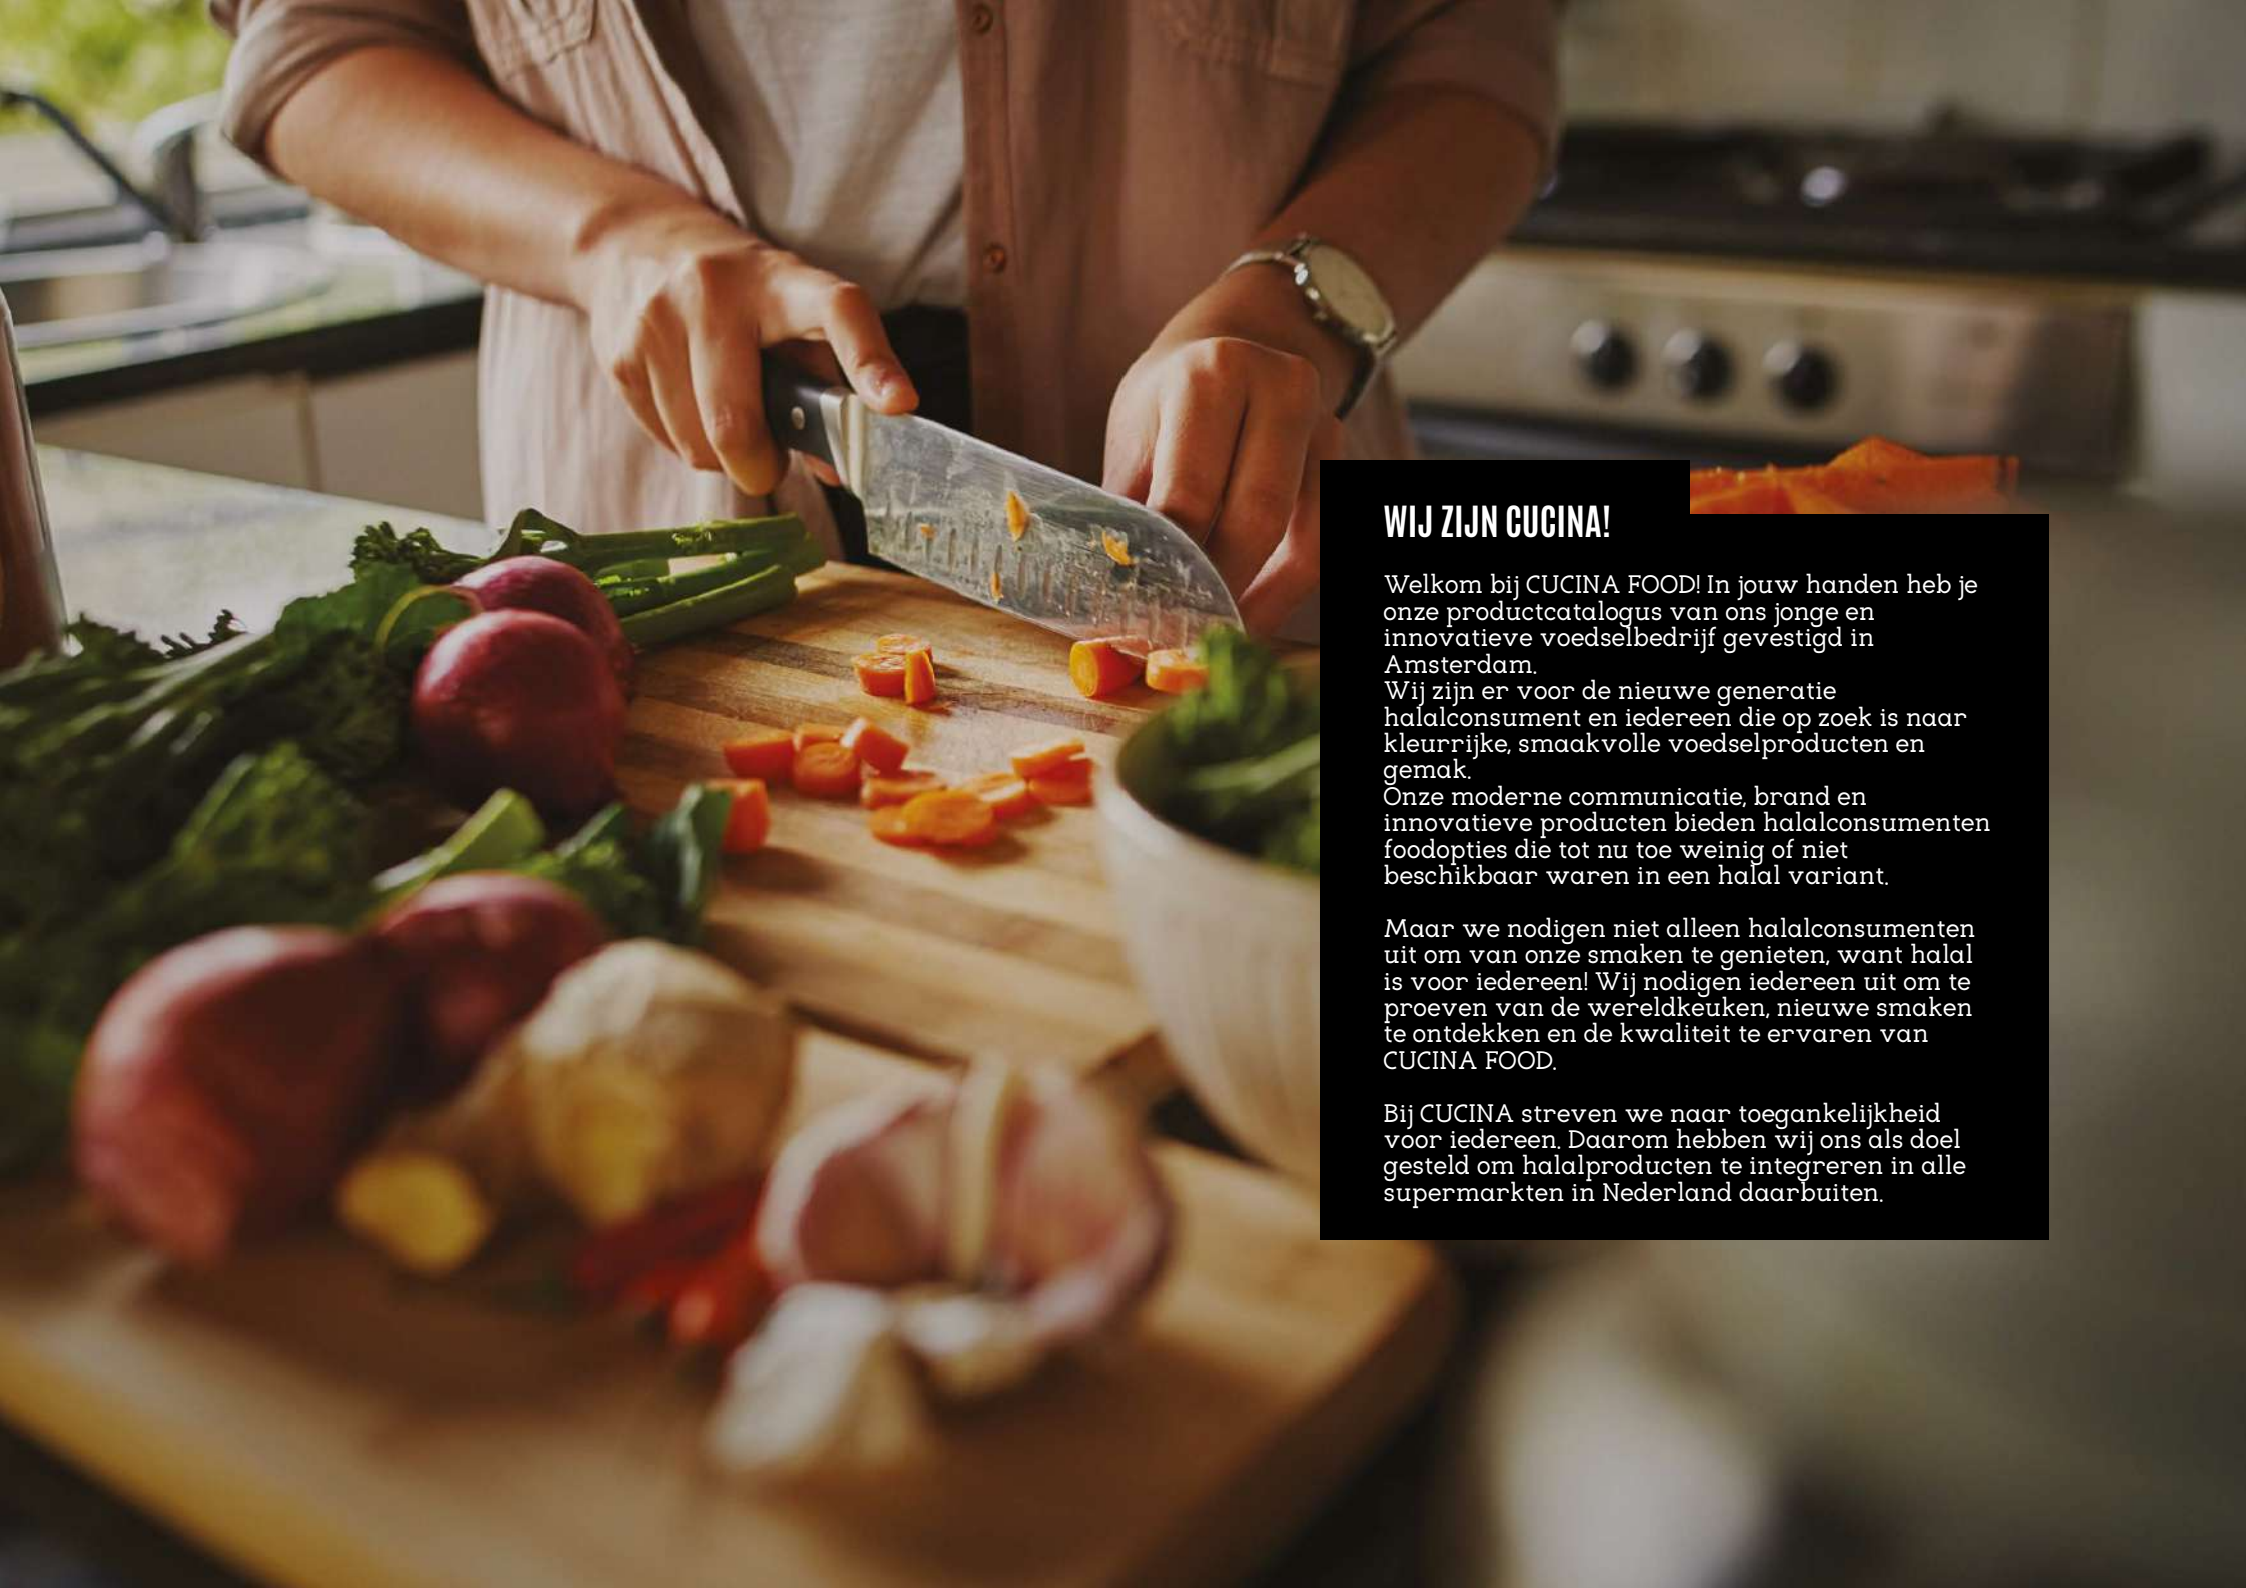 WIJ ZIJN CUCINA!
Welkom bij CUCINA FOOD! In jouw handen heb je
onze productcatalogus van ons jonge en
innovatieve voedselbedrijf gevestigd in
Amsterdam.
Wij zijn er voor de nieuwe generatie
halalconsument en iedereen die op zoek is naar
kleurrijke, smaakvolle voedselproducten en
gemak.
Onze moderne communicatie, brand en
innovatieve producten bieden halalconsumenten
foodopties die tot nu toe weinig of niet
beschikbaar waren in een halal variant.
Maar we nodigen niet alleen halalconsumenten
uit om van onze smaken te genieten, want halal
is voor iedereen! Wij nodigen iedereen uit om te
proeven van de wereldkeuken, nieuwe smaken
te ontdekken en de kwaliteit te ervaren van
CUCINA FOOD.
Bij CUCINA streven we naar toegankelijkheid
voor iedereen. Daarom hebben wij ons als doel
gesteld om halalproducten te integreren in alle
supermarkten in Nederland daarbuiten.